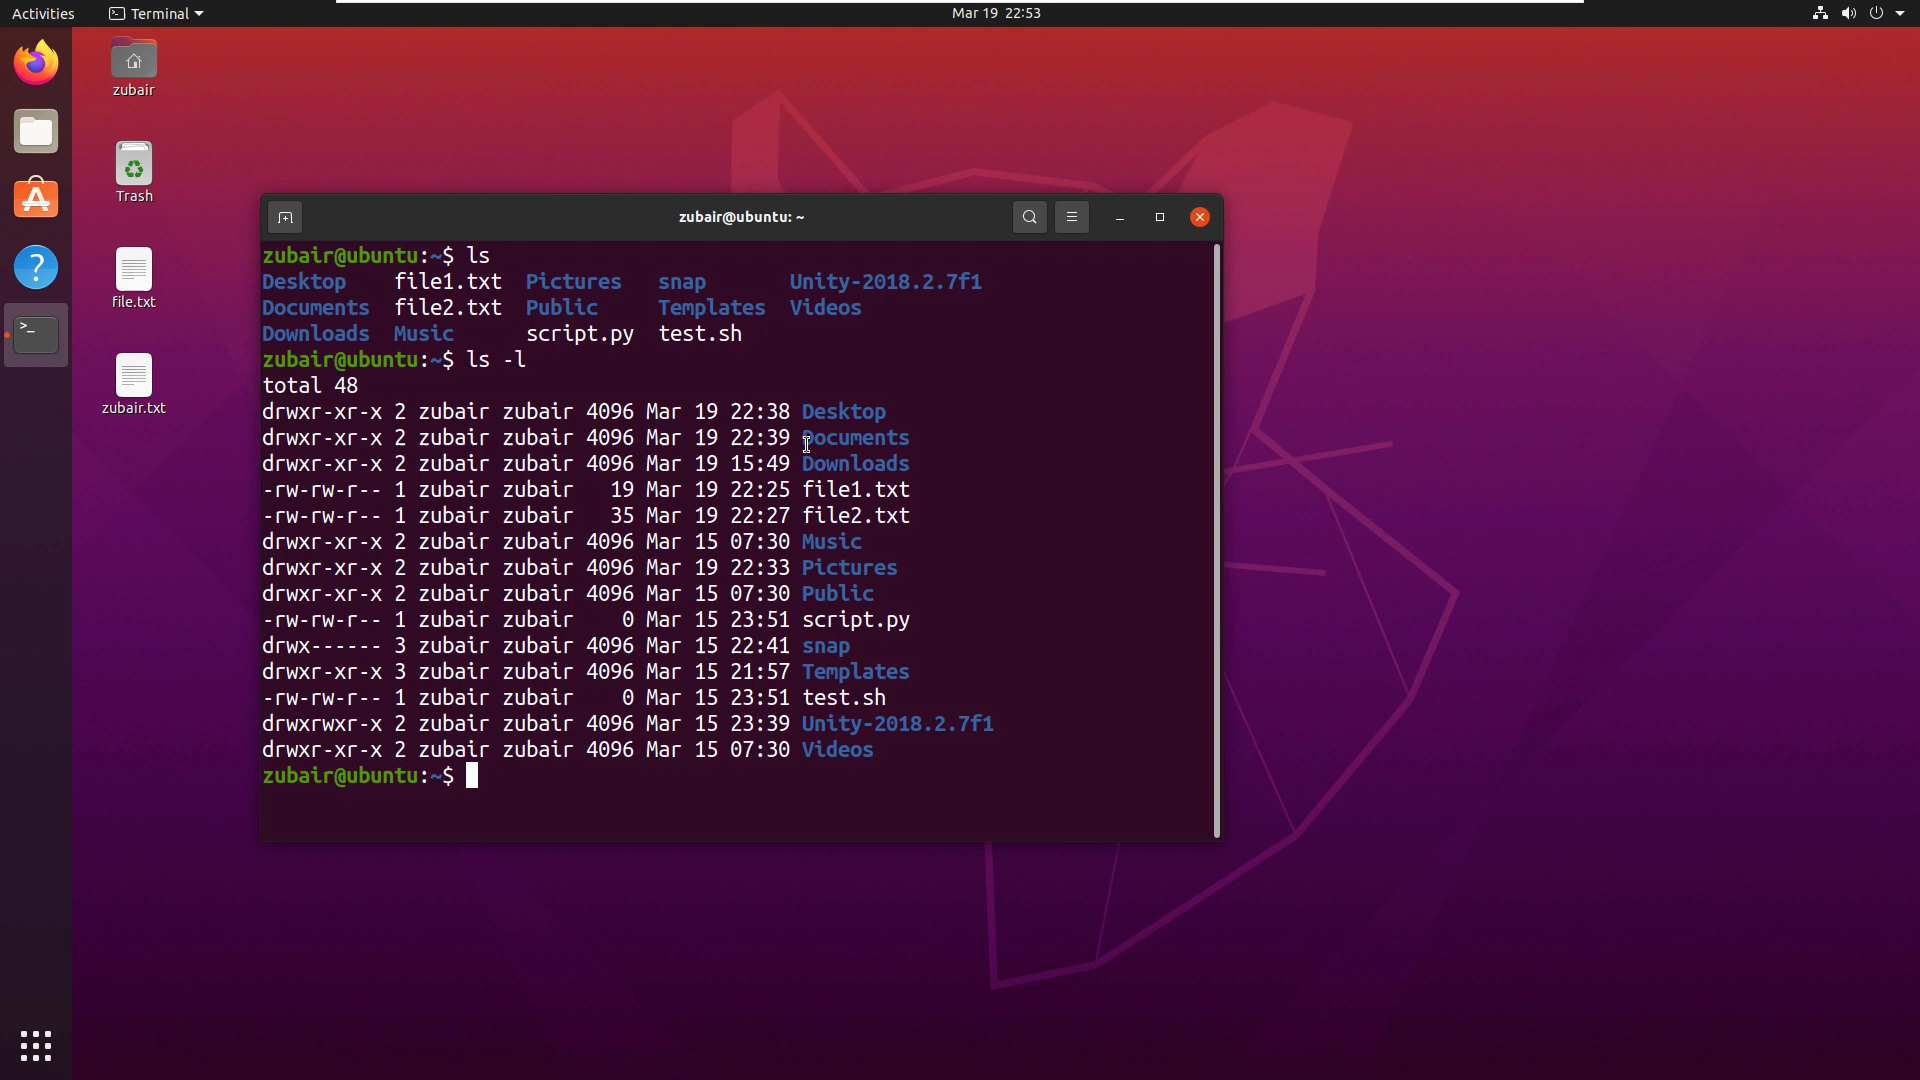 Activities
Terminal
Mar 19 22:53
zubair
Trash
file.txt
zubair.txt
zubair@ubuntu: ~
zubair@ubuntu:~$ ls
Desktop    file1.txt  Pictures   snap       Unity-2018.2.7f1
Documents  file2.txt  Public     Templates  Videos
Downloads  Music      script.py  test.sh
zubair@ubuntu:~$ ls -l
total 48
drwxr-xr-x 2 zubair zubair 4096 Mar 19 22:38 Desktop
drwxr-xr-x 2 zubair zubair 4096 Mar 19 22:39 Documents
drwxr-xr-x 2 zubair zubair 4096 Mar 19 15:49 Downloads
-rw-rw-r-- 1 zubair zubair   19 Mar 19 22:25 file1.txt
-rw-rw-r-- 1 zubair zubair   35 Mar 19 22:27 file2.txt
drwxr-xr-x 2 zubair zubair 4096 Mar 15 07:30 Music
drwxr-xr-x 2 zubair zubair 4096 Mar 19 22:33 Pictures
drwxr-xr-x 2 zubair zubair 4096 Mar 15 07:30 Public
-rw-rw-r-- 1 zubair zubair    0 Mar 15 23:51 script.py
drwx------ 3 zubair zubair 4096 Mar 15 22:41 snap
drwxr-xr-x 3 zubair zubair 4096 Mar 15 21:57 Templates
-rw-rw-r-- 1 zubair zubair    0 Mar 15 23:51 test.sh
drwxrwxr-x 2 zubair zubair 4096 Mar 15 23:39 Unity-2018.2.7f1
drwxr-xr-x 2 zubair zubair 4096 Mar 15 07:30 Videos
zubair@ubuntu:~$